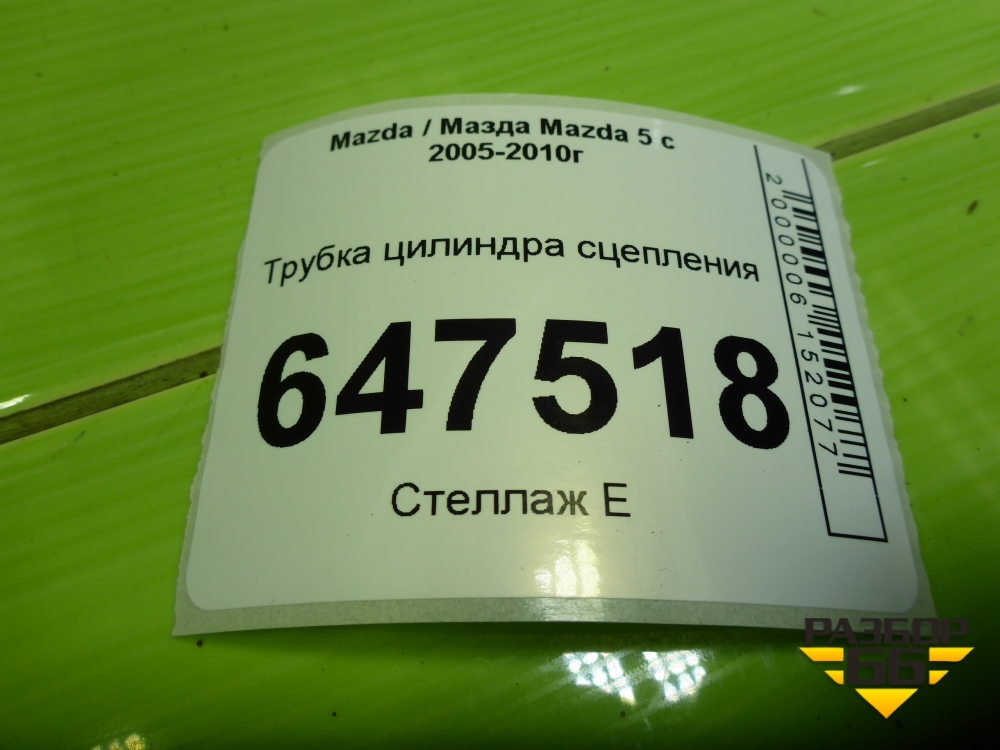 Mazda / Мазда Mazda 5 с
2005-2010г
Трубка цилиндра сцепления
647518
Стеллаж Е
2000006152077
РАЗБОР
66